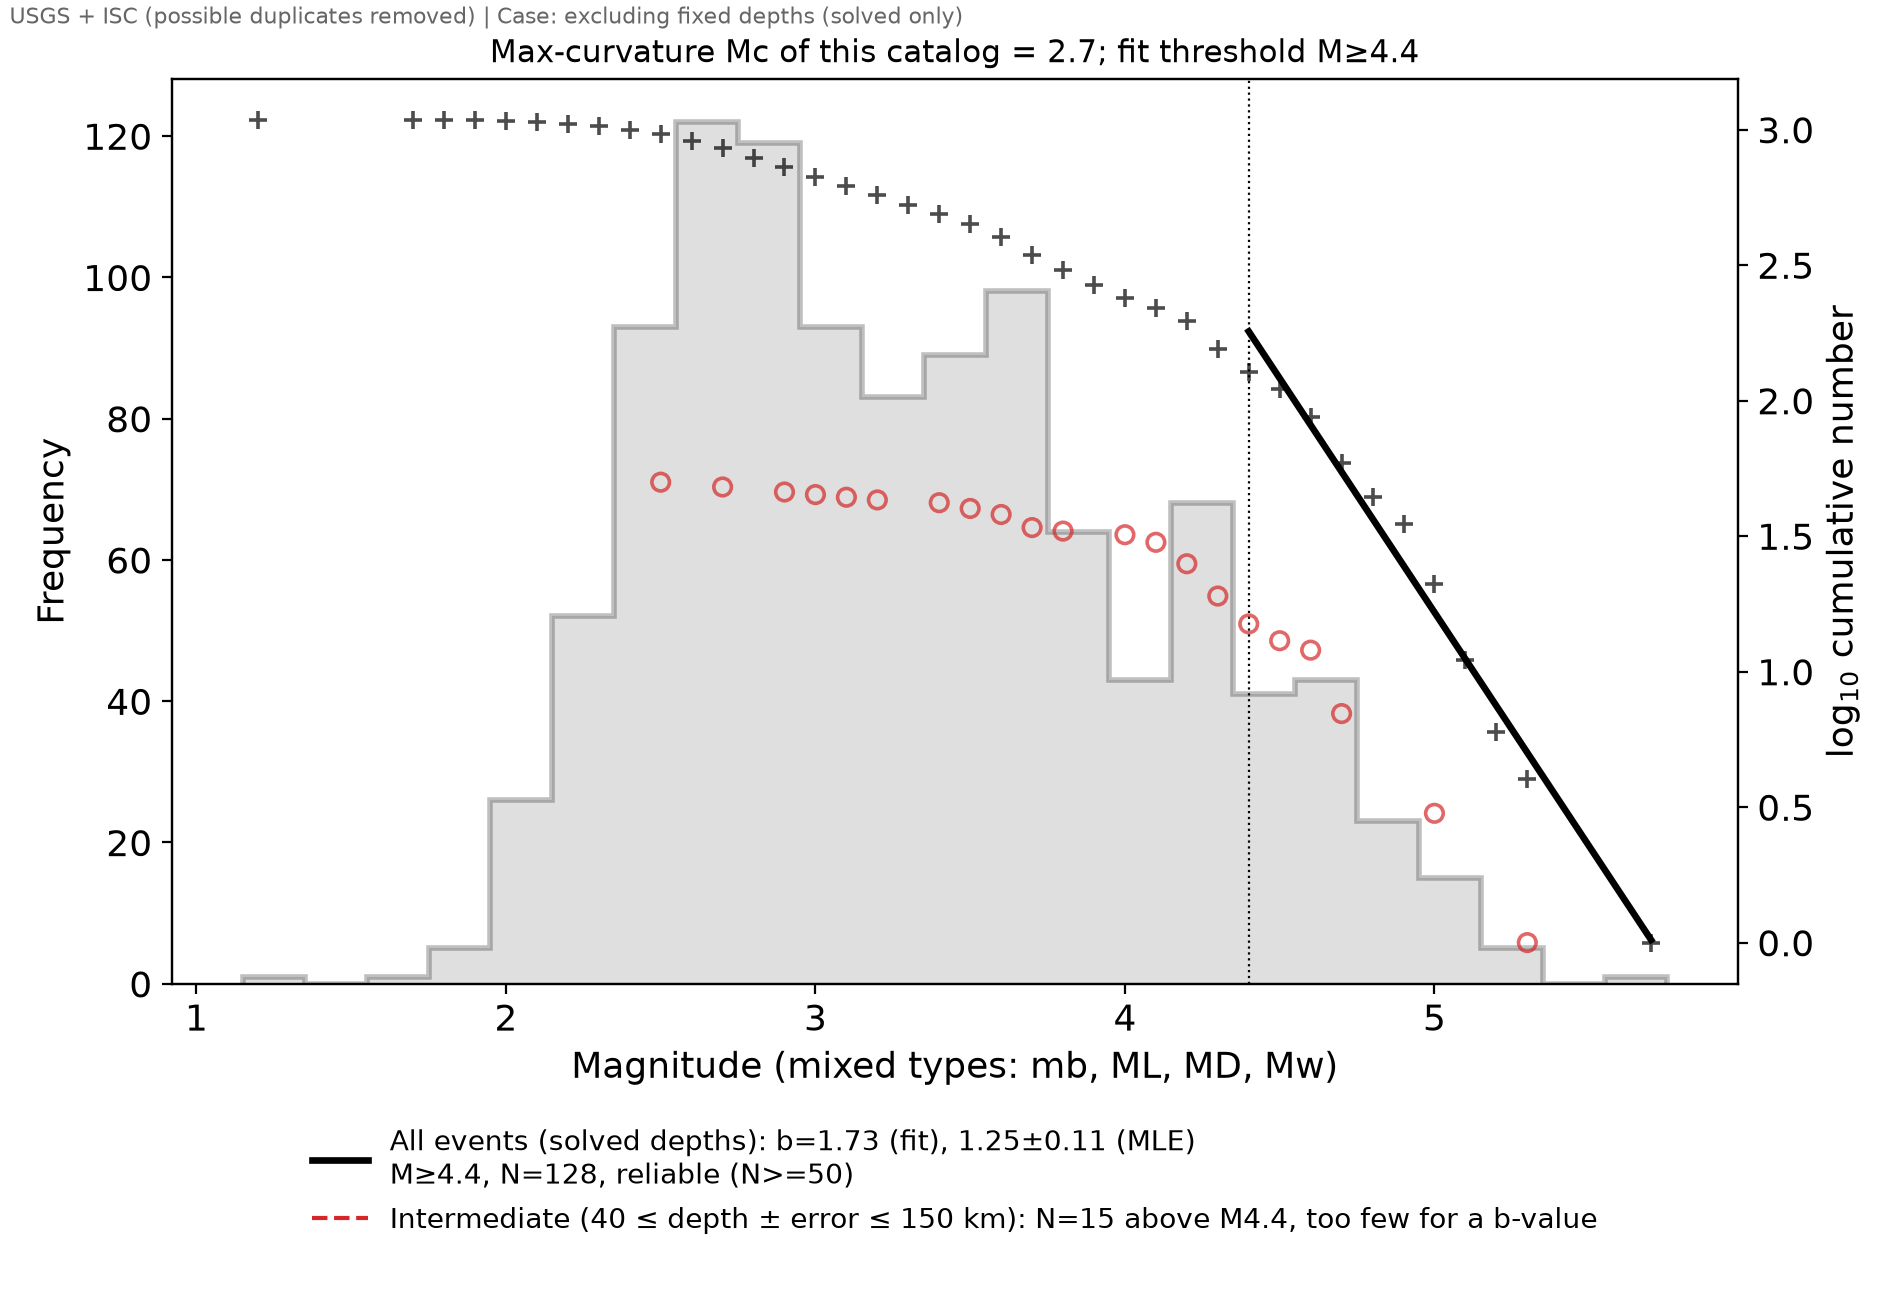 USGS + ISC (possible duplicates removed) | Case: excluding fixed depths (solved only)
Max-curvature Mc of this catalog = 2.7; fit threshold M≥4.4
Frequency
0
20
40
60
80
100
120
log₁₀ cumulative number
0.0
0.5
1.0
1.5
2.0
2.5
3.0
1 2 3 4 5
Magnitude (mixed types: mb, ML, MD, Mw)
All events (solved depths): b=1.73 (fit), 1.25±0.11 (MLE)
M≥4.4, N=128, reliable (N>=50)
Intermediate (40 ≤ depth ± error ≤ 150 km): N=15 above M4.4, too few for a b-value